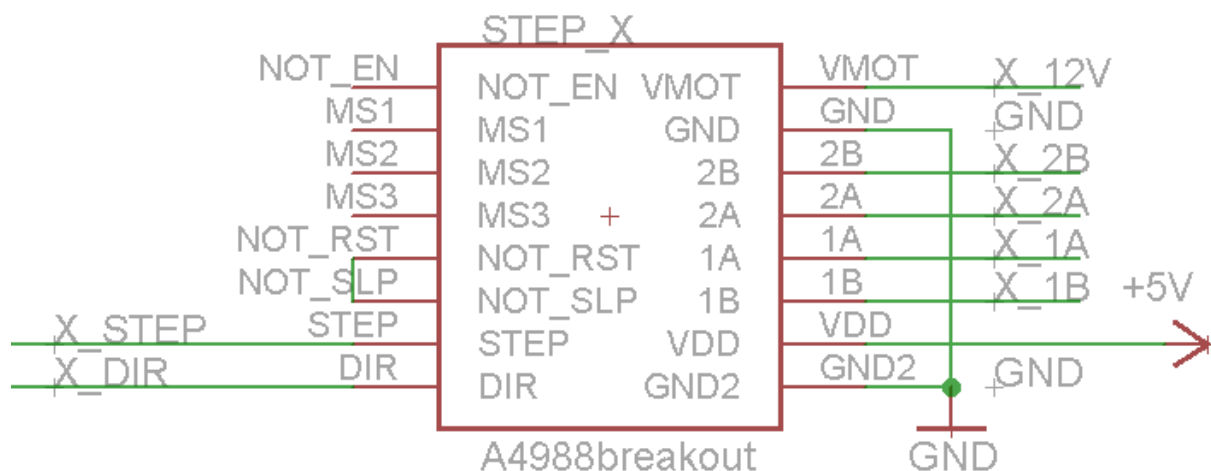 STEP_X
NOT_EN NOT_EN VMOT VMOT X_12V
MS1 MS1 GND GND GND
MS2 MS2 2B 2B X_2B
MS3 MS3 2A 2A X_2A
NOT_RST NOT_RST 1A 1A X_1A
NOT_SLP NOT_SLP 1B 1B X_1B +5V
X_STEP STEP STEP VDD VDD
X_DIR DIR DIR GND2 GND2 GND
A4988breakout GND